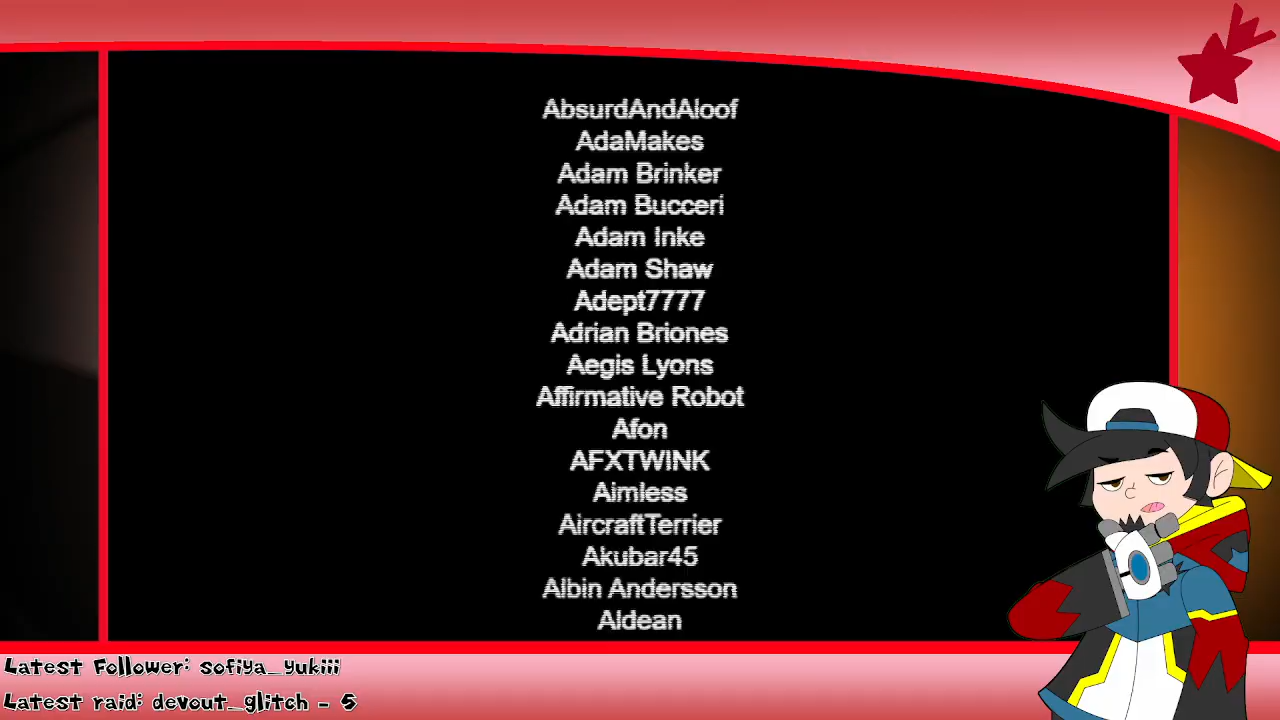 AbsurdAndAloof
AdaMakes
Adam Brinker
Adam Bucceri
Adam Inke
Adam Shaw
Adept7777
Adrian Briones
Aegis Lyons
Affirmative Robot
Afon
AFXTWINK
Aimless
AircraftTerrier
Akubar45
Albin Andersson
Aldean
Latest Follower: sofiya_yukiii
Latest raid: devout_glitch - 5